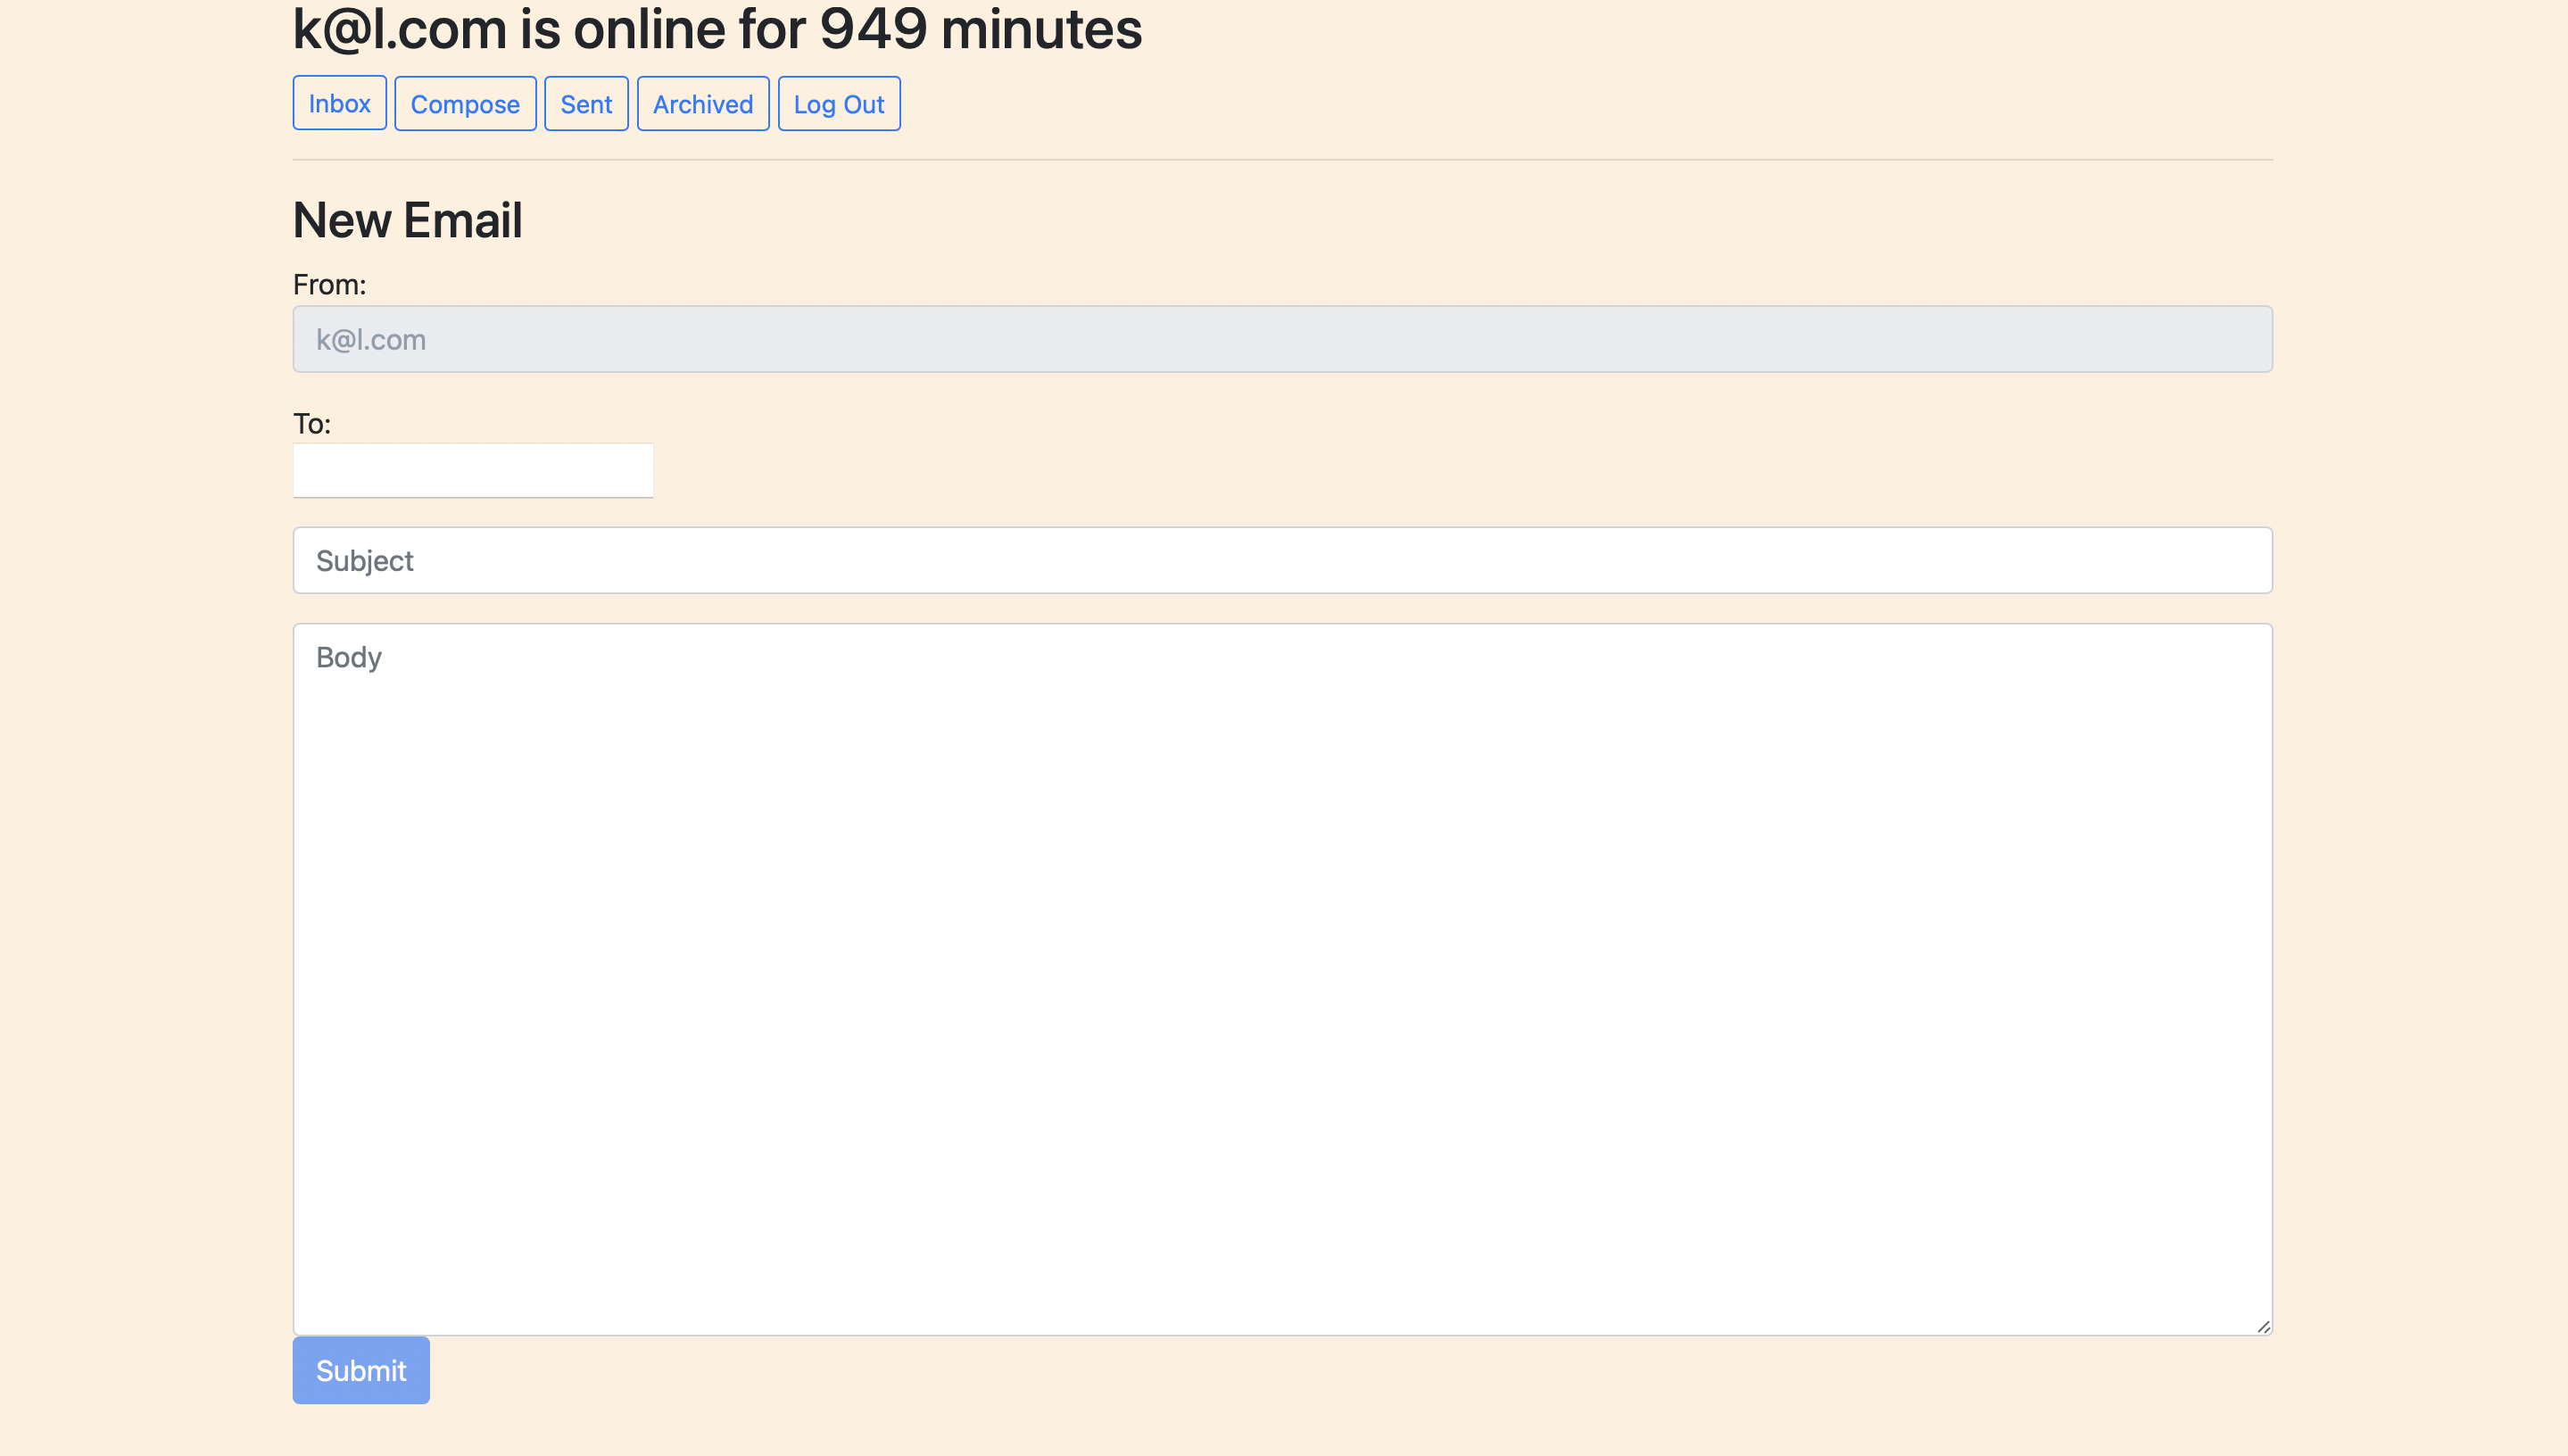 k@l.com is online for 949 minutes
Inbox Compose Sent Archived Log Out
New Email
From:
k@l.com
To:
Subject
Body
Submit